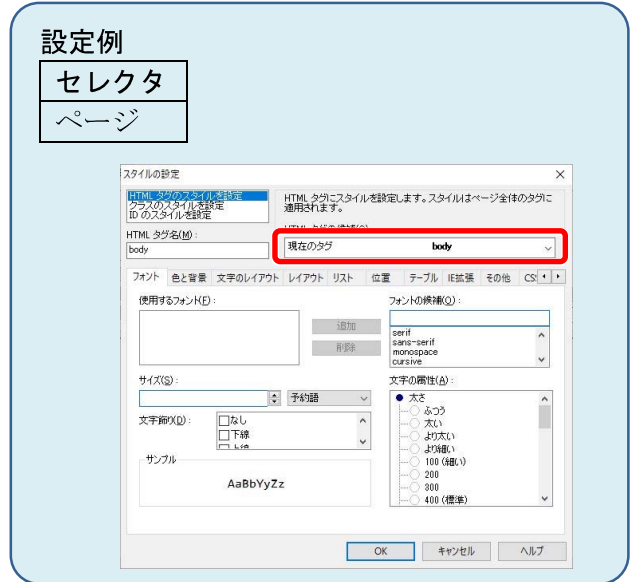 設定例
セレクタ
ページ
スタイルの設定
HTML タグのスタイルを設定
クラスのスタイルを設定
ID のスタイルを設定
HTML タグにスタイルを設定します。スタイルはページ全体のタグに
適用されます。
HTML タグ名(M):
body
現在のタグ body
フォント 色と背景 文字のレイアウト レイアウト リスト 位置 テーブル IE拡張 その他
使用するフォント(F):
フォントの候補(O):
追加
削除
serif
sans-serif
monospace
cursive
サイズ(S):
予約語
文字の属性(A):
文字飾り(D):
なし
下線
太さ
ふつう
太い
より太い
より細い
100 (細い)
200
300
400 (標準)
サンプル
AaBbYyZz
OK キャンセル ヘルプ